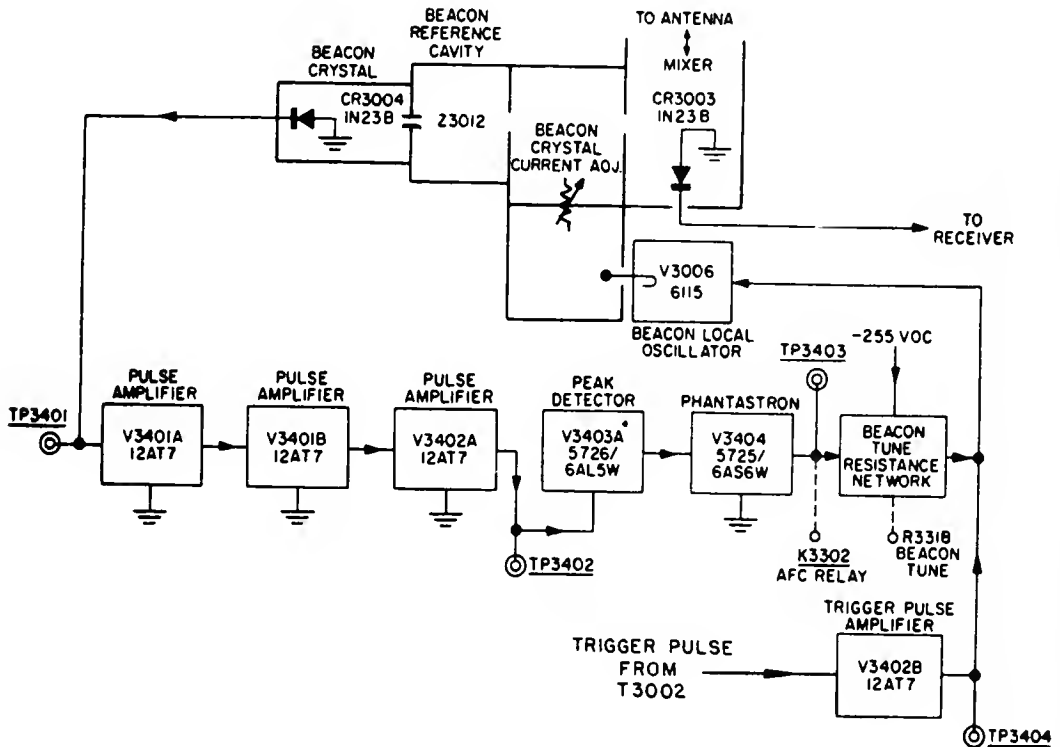 BEACON
REFERENCE
CAVITY
TO ANTENNA
MIXER
BEACON
CRYSTAL
CR3004
IN23B
Z3012
CR3003
IN23B
BEACON
CRYSTAL
CURRENT ADJ.
TO
RECEIVER
V3006
6115
BEACON LOCAL
OSCILLATOR
-255 VDC
TP3403
TP3401
PULSE
AMPLIFIER
V3401A
12AT7
PULSE
AMPLIFIER
V3401B
12AT7
PULSE
AMPLIFIER
V3402A
12AT7
PEAK
DETECTOR
V3403A*
5726/
6AL5W
PHANTASTRON
V3404
5725/
6AS6W
BEACON
TUNE
RESISTANCE
NETWORK
TP3402
K3302
AFC RELAY
R3318
BEACON
TUNE
TRIGGER PULSE
AMPLIFIER
TRIGGER PULSE
FROM
T3002
V3402B
12AT7
TP3404